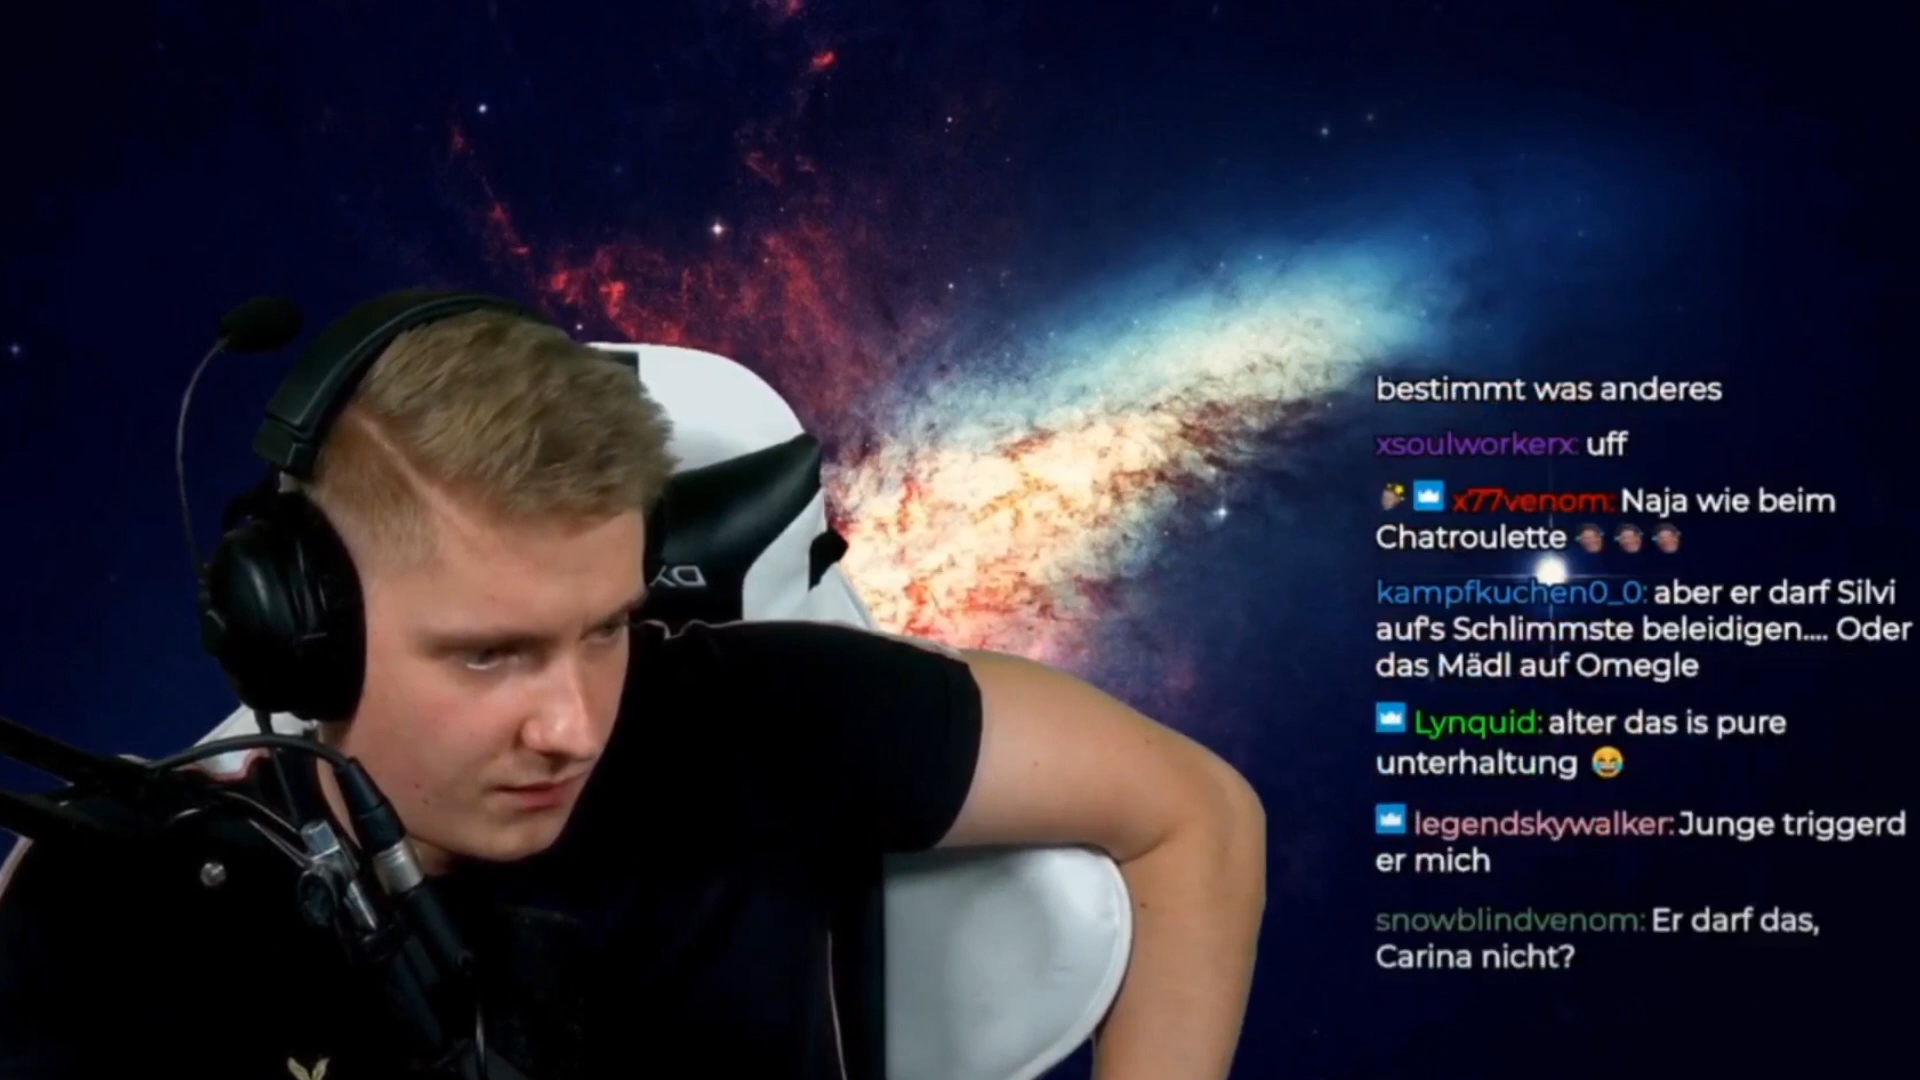 bestimmt was anderes
xsoulworkerx: uff
x77venom: Naja wie beim
Chatroulette
kampfkuchen0_0: aber er darf Silvi
auf's Schlimmste beleidigen.... Oder
das Mädl auf Omegle
Lynquid: alter das is pure
unterhaltung 😂
legendskywalker: Junge triggerd
er mich
snowblindvenom: Er darf das,
Carina nicht?